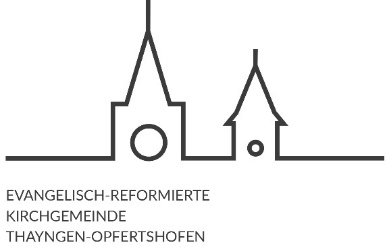 EVANGELISCH-REFORMIERTE
KIRCHGEMEINDE
THAYNGEN-OPFERTSHOFEN